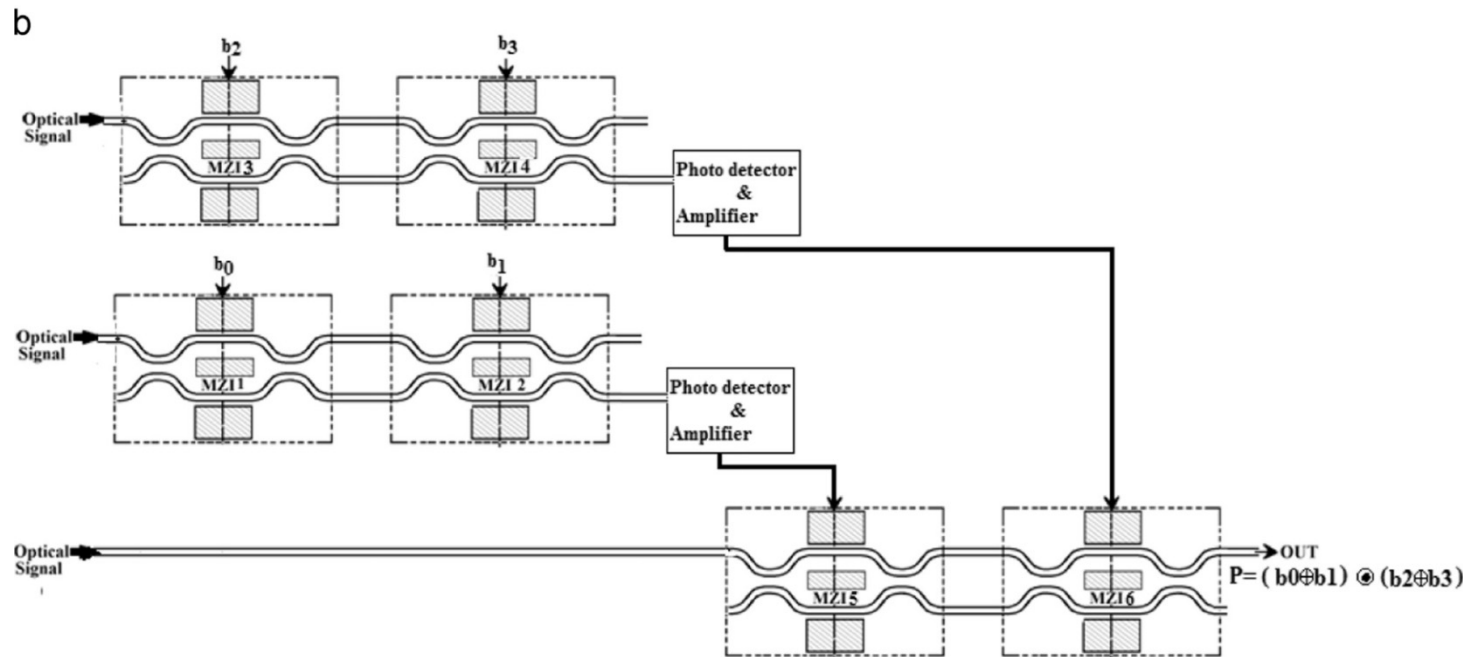 b
b2
b3
Optical
Signal
MZI3
MZI4
Photo detector
&
Amplifier
b0
b1
Optical
Signal
MZI1
MZI 2
Photo detector
&
Amplifier
Optical
Signal
MZI5
MZI6
OUT
P=( b0⊕b1) ⊙ (b2⊕b3)